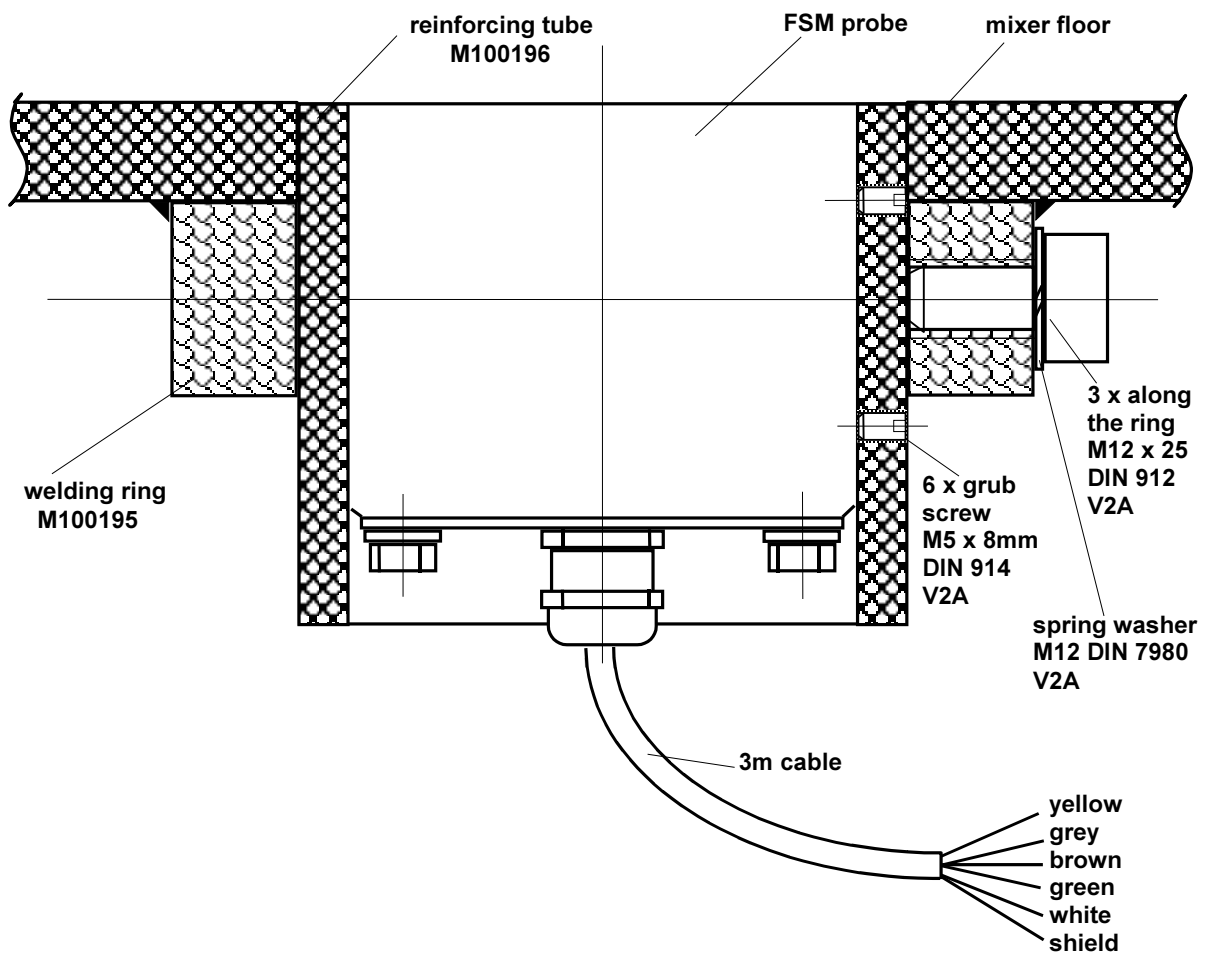 reinforcing tube
M100196
FSM probe
mixer floor
welding ring
M100195
3 x along
the ring
M12 x 25
DIN 912
V2A
6 x grub
screw
M5 x 8mm
DIN 914
V2A
spring washer
M12 DIN 7980
V2A
3m cable
yellow
grey
brown
green
white
shield